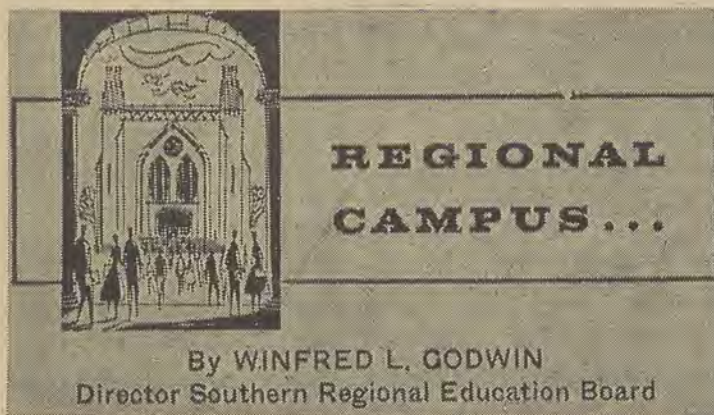 REGIONAL
CAMPUS...
By WINFRED L. GODWIN
Director Southern Regional Education Board